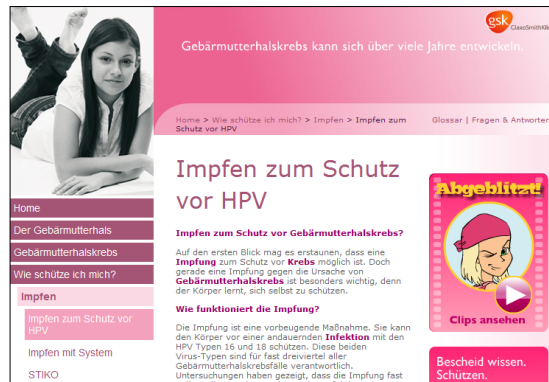 gsk GlaxoSmithKli
Gebärmutterhalskrebs kann sich über viele Jahre entwickeln.
Home > Wie schütze ich mich? > Impfen > Impfen zum
Schutz vor HPV
Glossar | Fragen & Antworten
Impfen zum Schutz
vor HPV
Home
Der Gebärmutterhals
Gebärmutterhalskrebs
Wie schütze ich mich?
Impfen
Impfen zum Schutz vor
HPV
Impfen mit System
STIKO
Impfen zum Schutz vor Gebärmutterhalskrebs?
Auf den ersten Blick mag es erstaunen, dass eine
Impfung zum Schutz vor Krebs möglich ist. Doch
gerade eine Impfung gegen die Ursache von
Gebärmutterhalskrebs ist besonders wichtig, denn
der Körper lernt, sich selbst zu schützen.
Wie funktioniert die Impfung?
Die Impfung ist eine vorbeugende Maßnahme. Sie kann
den Körper vor einer andauernden Infektion mit den
HPV Typen 16 und 18 schützen. Diese beiden
Virus-Typen sind für fast dreiviertel aller
Gebärmutterhalskrebsfälle verantwortlich.
Untersuchungen haben gezeigt, dass die Impfung fast
Abgeblitzt!
Clips ansehen
Bescheid wissen.
Schützen.